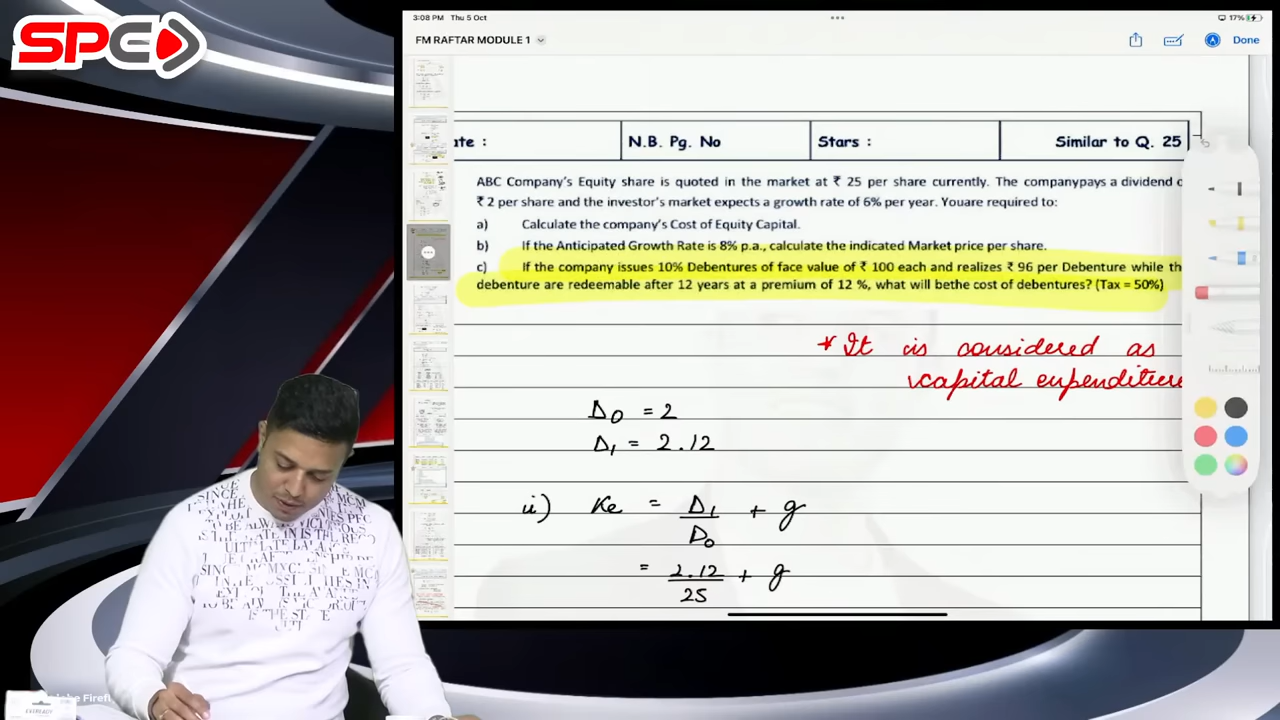 SPC
3:08 PM Thu 5 Oct
17%
FM RAFTAR MODULE 1
Done
ate :
N.B. Pg. No
Stars :
Similar to Q. 25
ABC Company's Equity share is quoted in the market at ₹ 25 per share currently. The companypays a dividend o
₹ 2 per share and the investor's market expects a growth rate of 6% per year. Youare required to:
a) Calculate the company's Cost of Equity Capital.
b) If the Anticipated Growth Rate is 8% p.a., calculate the indicated Market price per share.
c) If the company issues 10% Debentures of face value of ₹ 100 each and realizes ₹ 96 per Debenture while th
debenture are redeemable after 12 years at a premium of 12 %, what will bethe cost of debentures? (Tax = 50%)
* It is considered as
capital expenditure
D0 = 2
D1 = 2.12
ii) Ke = D1 + g
D0
= 2.12 + g
25
EVEREADY